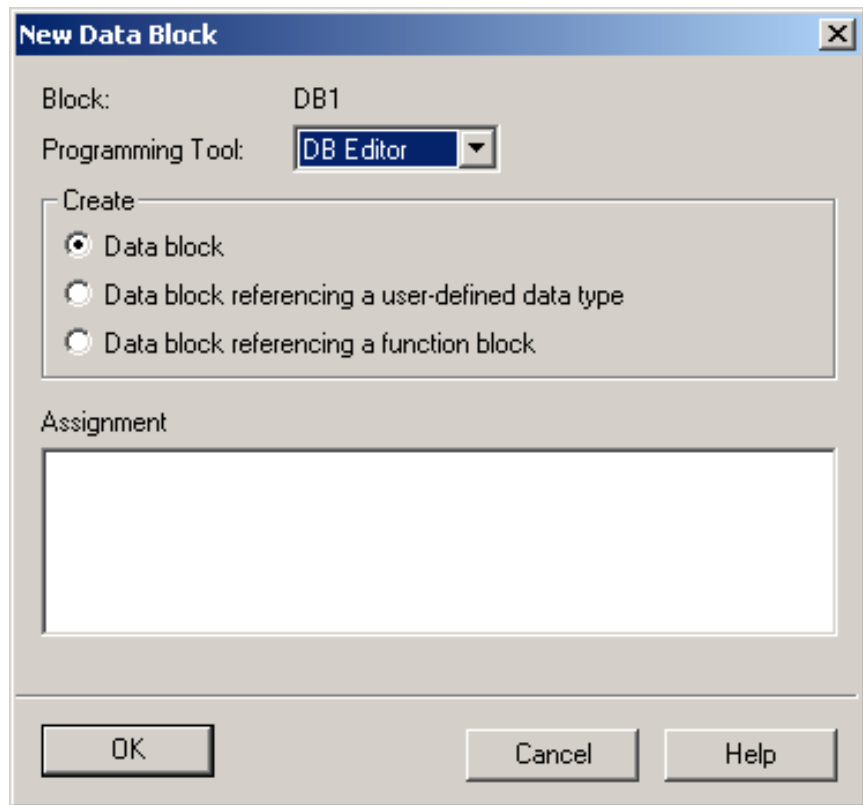 New Data Block
Block: DB1
Programming Tool: DB Editor
Create
Data block
Data block referencing a user-defined data type
Data block referencing a function block
Assignment
OK Cancel Help